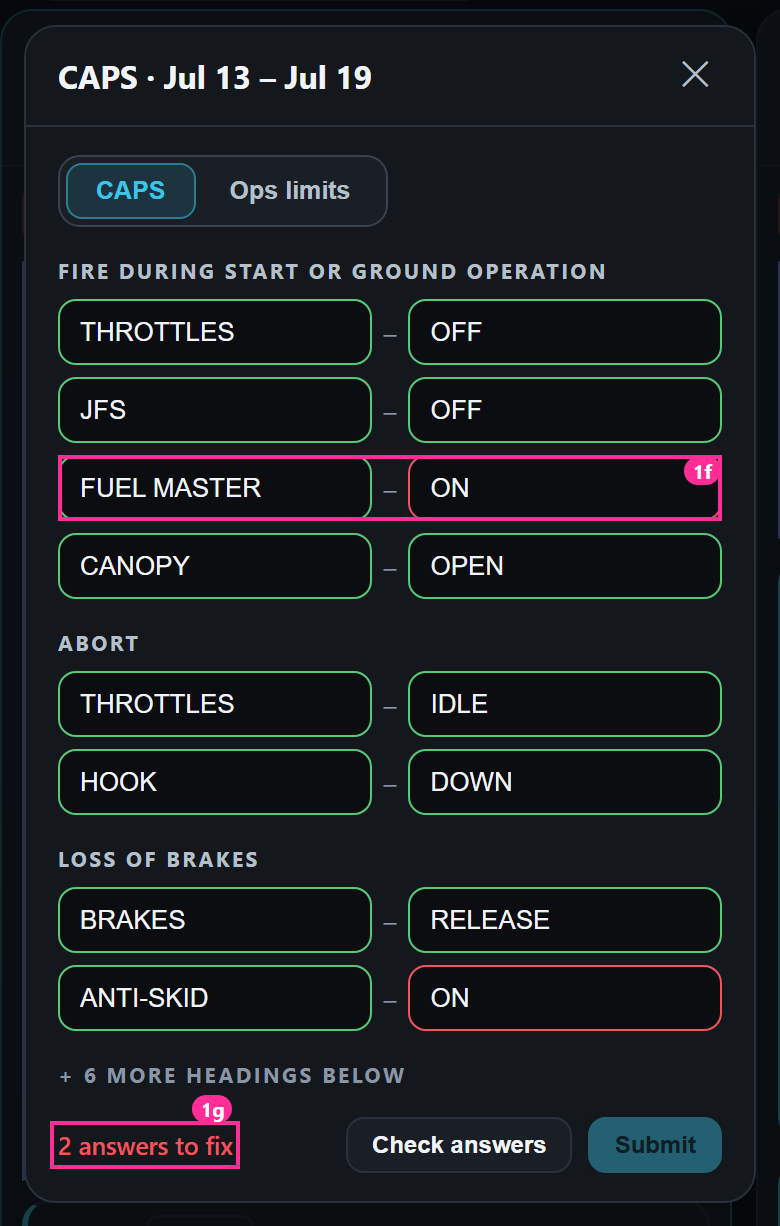 CAPS · Jul 13 – Jul 19
CAPS Ops limits
FIRE DURING START OR GROUND OPERATION
THROTTLES – OFF
JFS – OFF
1f
FUEL MASTER – ON
CANOPY – OPEN
ABORT
THROTTLES – IDLE
HOOK – DOWN
LOSS OF BRAKES
BRAKES – RELEASE
ANTI-SKID – ON
+ 6 MORE HEADINGS BELOW
1g
2 answers to fix Check answers Submit